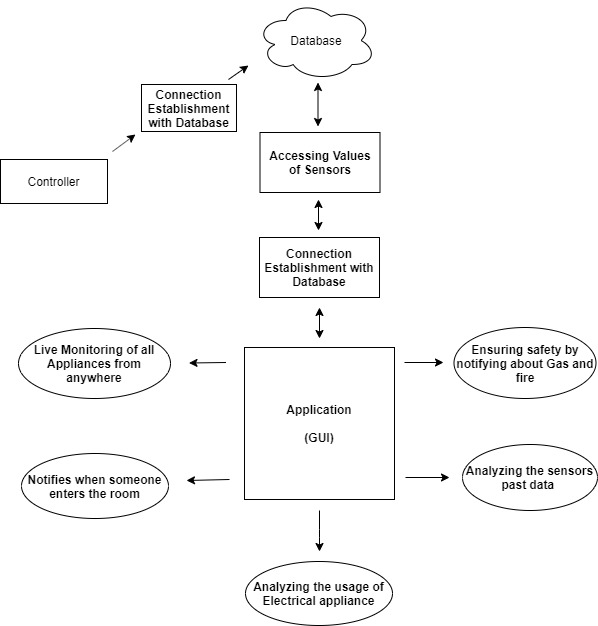 Database
Connection
Establishment
with Database
Controller
Accessing Values
of Sensors
Connection
Establishment with
Database
Live Monitoring of all
Appliances from
anywhere
Ensuring safety by
notifying about Gas and
fire
Application
(GUI)
Notifies when someone
enters the room
Analyzing the sensors
past data
Analyzing the usage of
Electrical appliance